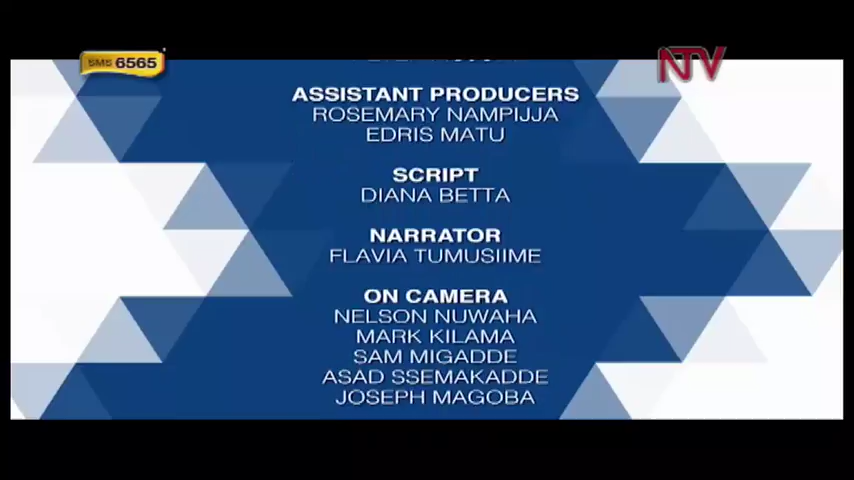 SMS 6565
NTV
ASSISTANT PRODUCERS
ROSEMARY NAMPIJJA
EDRIS MATU
SCRIPT
DIANA BETTA
NARRATOR
FLAVIA TUMUSIIME
ON CAMERA
NELSON NUWAHA
MARK KILAMA
SAM MIGADDE
ASAD SSEMAKADDE
JOSEPH MAGOBA